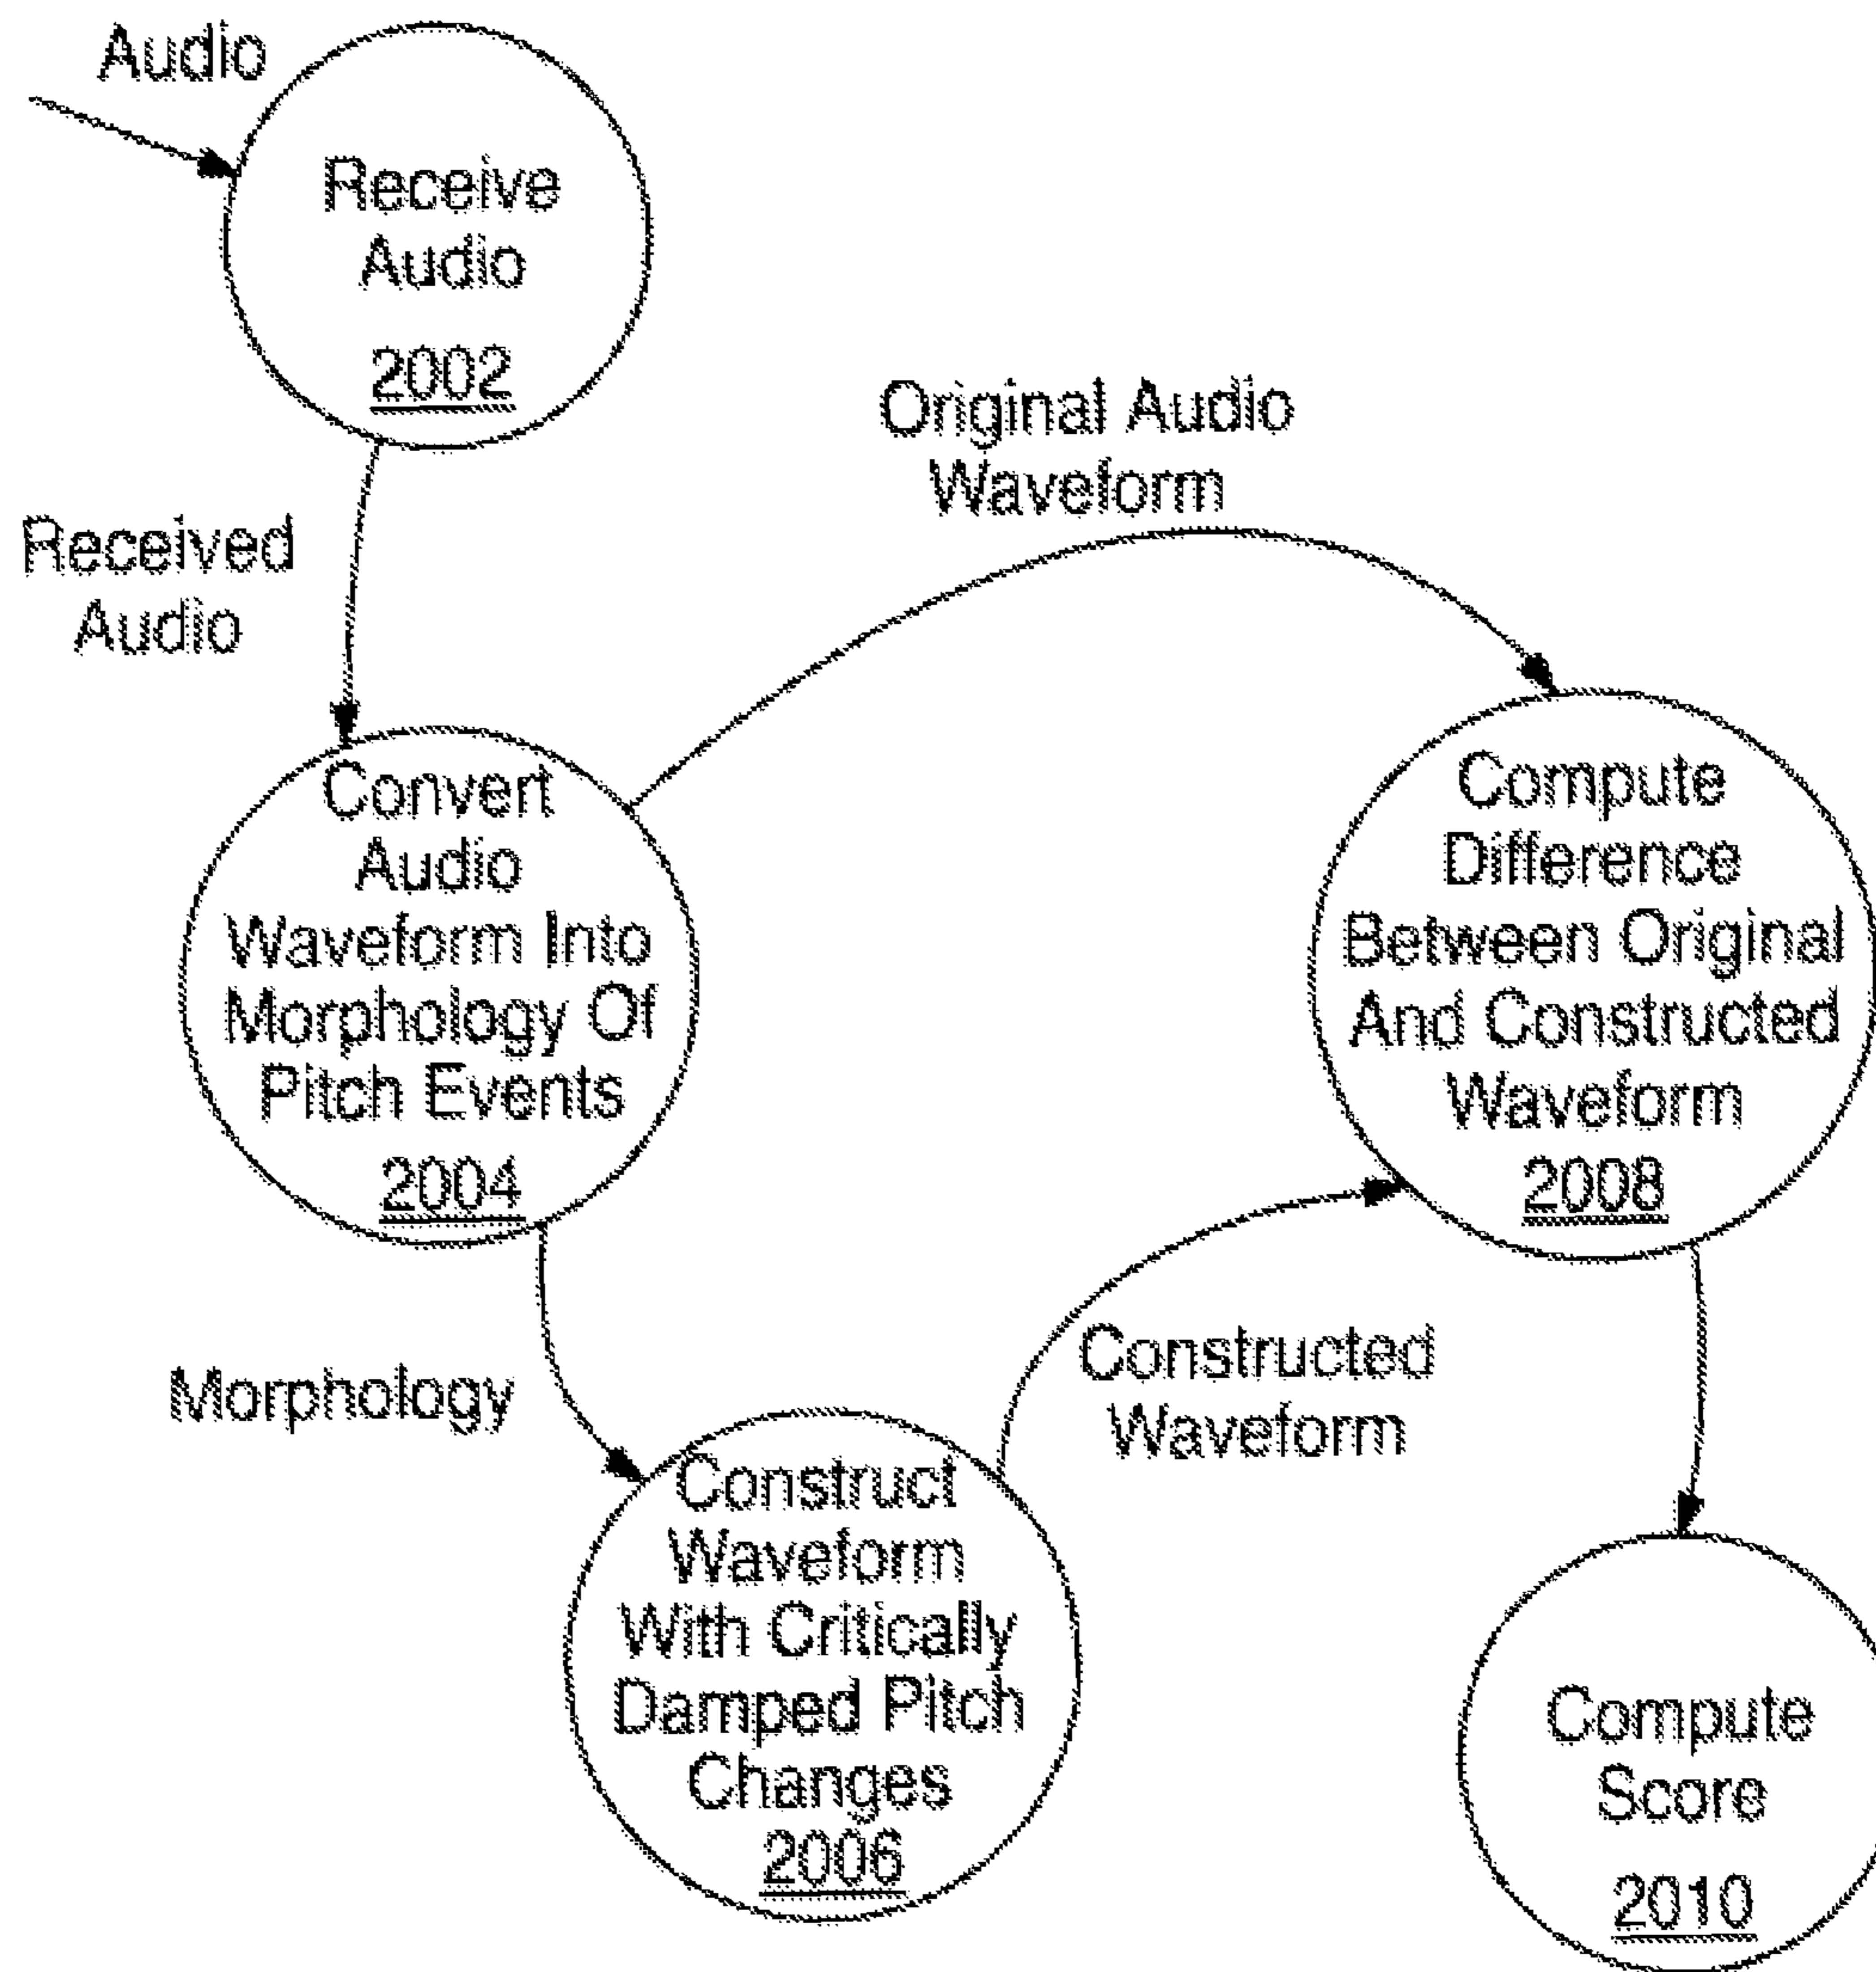 Audio
Receive
Audio
2002
Received
Audio
Original Audio
Waveform
Convert
Audio
Waveform Into
Morphology Of
Pitch Events
2004
Compute
Difference
Between Original
And Constructed
Waveform
2008
Morphology
Constructed
Waveform
Construct
Waveform
With Critically
Damped Pitch
Changes
2006
Compute
Score
2010